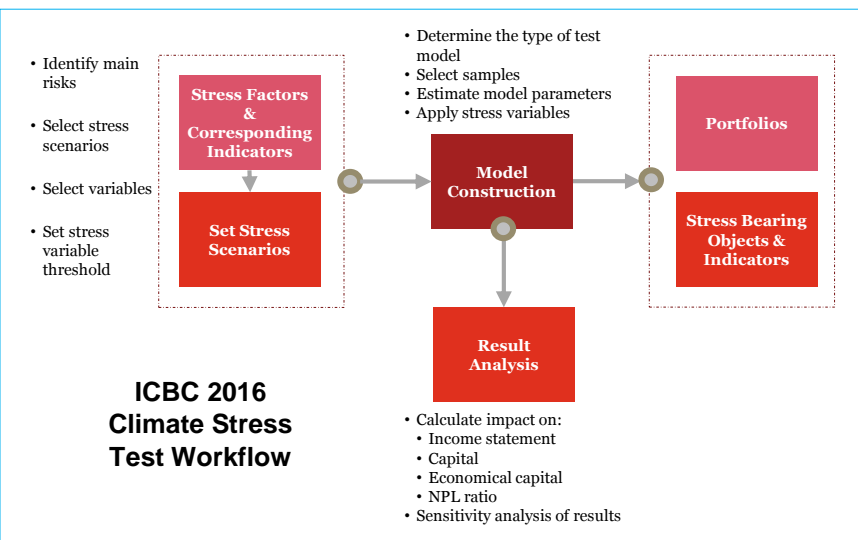 • Identify main
risks
• Select stress
scenarios
• Select variables
• Set stress
variable
threshold
Stress Factors
&
Corresponding
Indicators
Set Stress
Scenarios
• Determine the type of test
model
• Select samples
• Estimate model parameters
• Apply stress variables
Model
Construction
Portfolios
Stress Bearing
Objects &
Indicators
Result
Analysis
• Calculate impact on:
• Income statement
• Capital
• Economical capital
• NPL ratio
• Sensitivity analysis of results
ICBC 2016
Climate Stress
Test Workflow